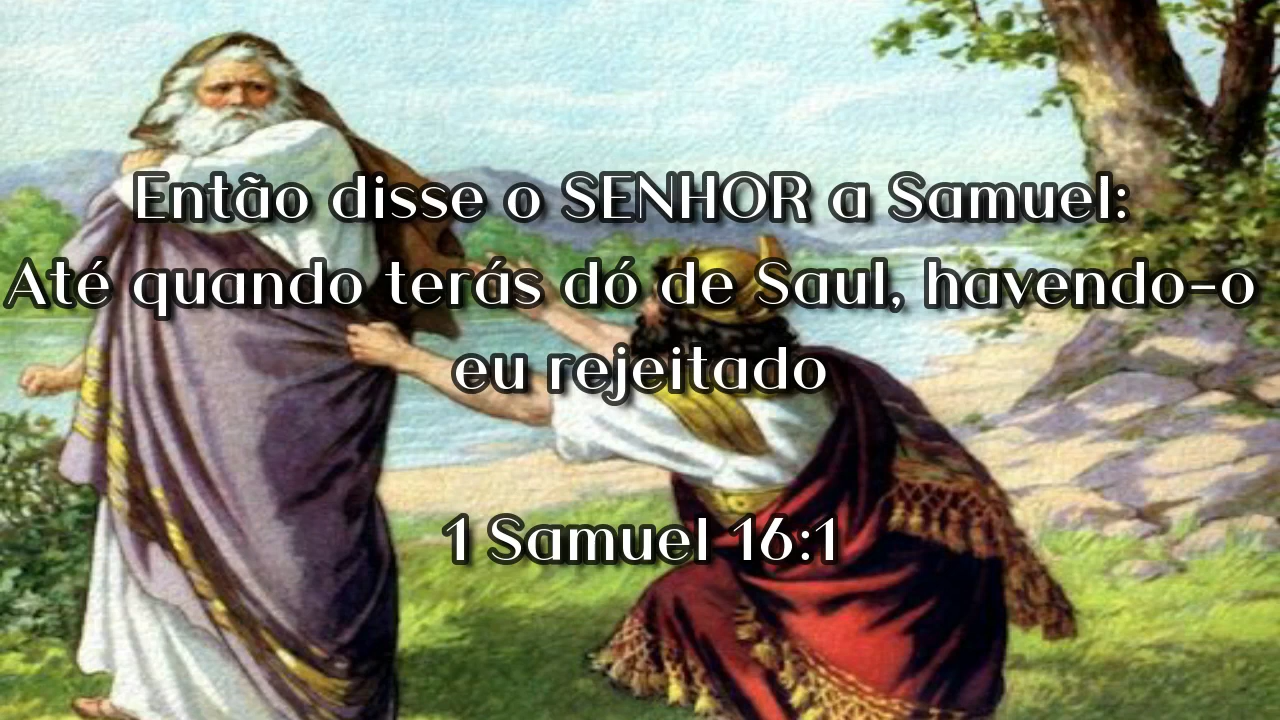 Então disse o SENHOR a Samuel:
Até quando terás dó de Saul, havendo-o
eu rejeitado
1 Samuel 16:1